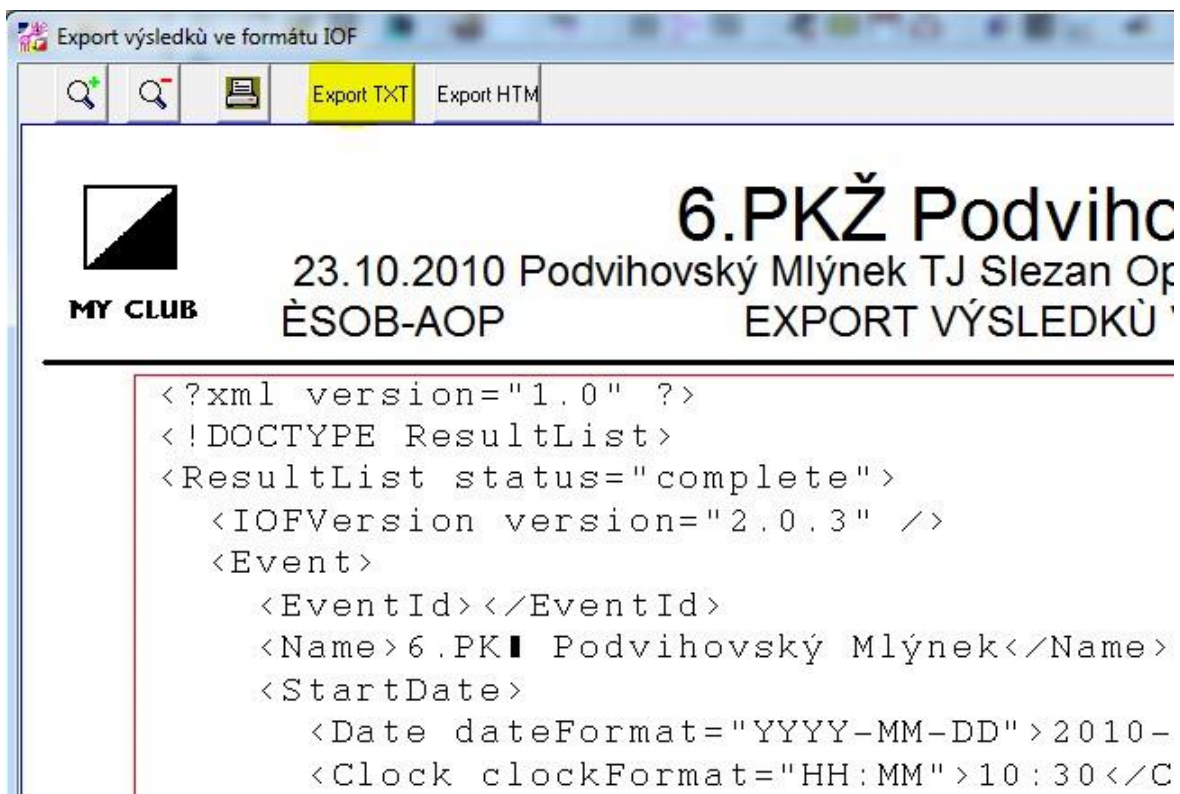 Export výsledkù ve formátu IOF
Export TXT Export HTM
6.PKŽ Podviho
23.10.2010 Podvihovský Mlýnek TJ Slezan Op
MY CLUB
ÈSOB-AOP EXPORT VÝSLEDKÙ
<?xml version="1.0" ?>
<!DOCTYPE ResultList>
<ResultList status="complete">
<IOFVersion version="2.0.3" />
<Event>
<EventId></EventId>
<Name>6.PK▮ Podvihovský Mlýnek</Name>
<StartDate>
<Date dateFormat="YYYY-MM-DD">2010-
<Clock clockFormat="HH:MM">10:30</C